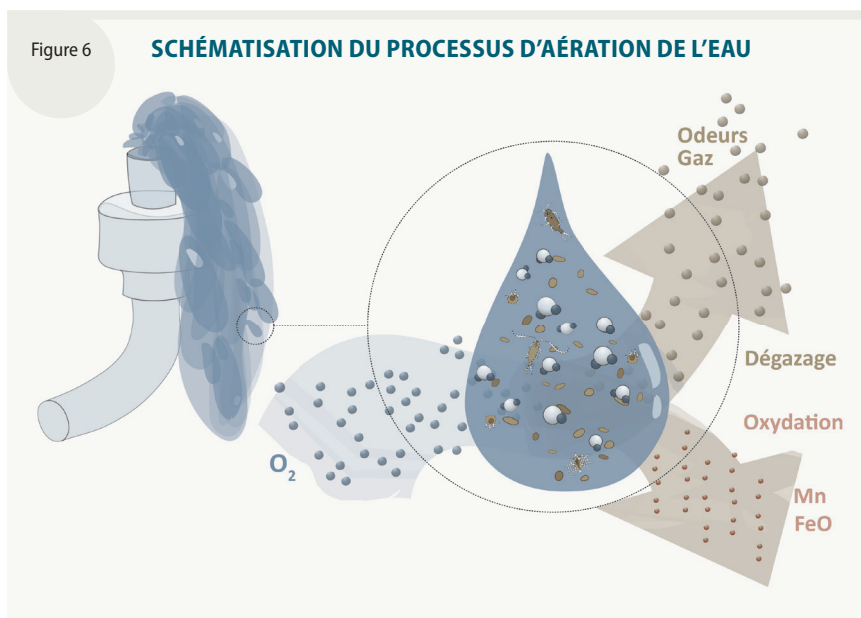 Figure 6
SCHÉMATISATION DU PROCESSUS D'AÉRATION DE L'EAU
Odeurs
Gaz
Dégazage
Oxydation
O₂
Mn
FeO